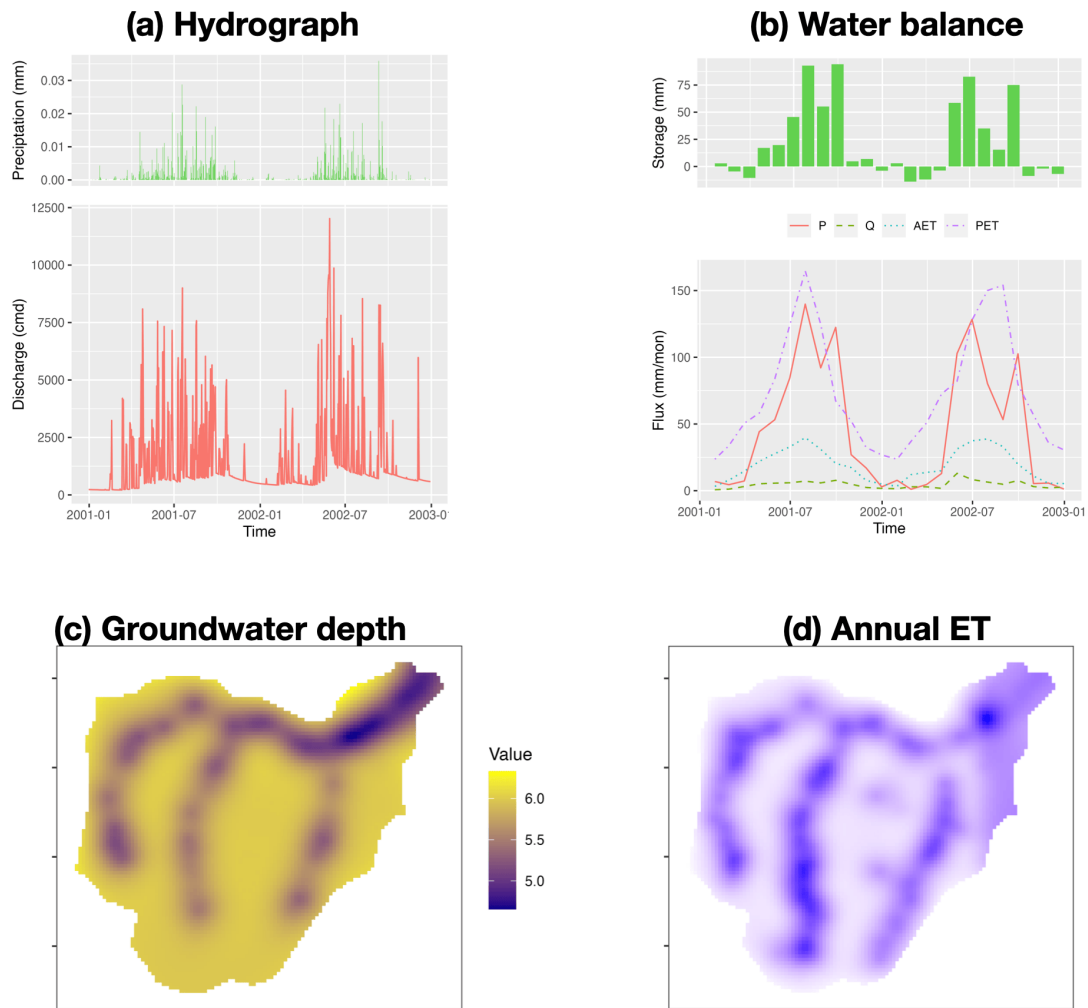 (a) Hydrograph
Preciptation (mm)
0.03
0.02
0.01
0.00
Discharge (cmd)
12500
10000
7500
5000
2500
0
2001-01 2001-07 2002-01 2002-07 2003-01
Time
(b) Water balance
Storage (mm)
75
50
25
0
P Q AET PET
Flux (mm/mon)
150
100
50
0
2001-01 2001-07 2002-01 2002-07 2003-01
Time
(c) Groundwater depth
Value
6.0
5.5
5.0
(d) Annual ET